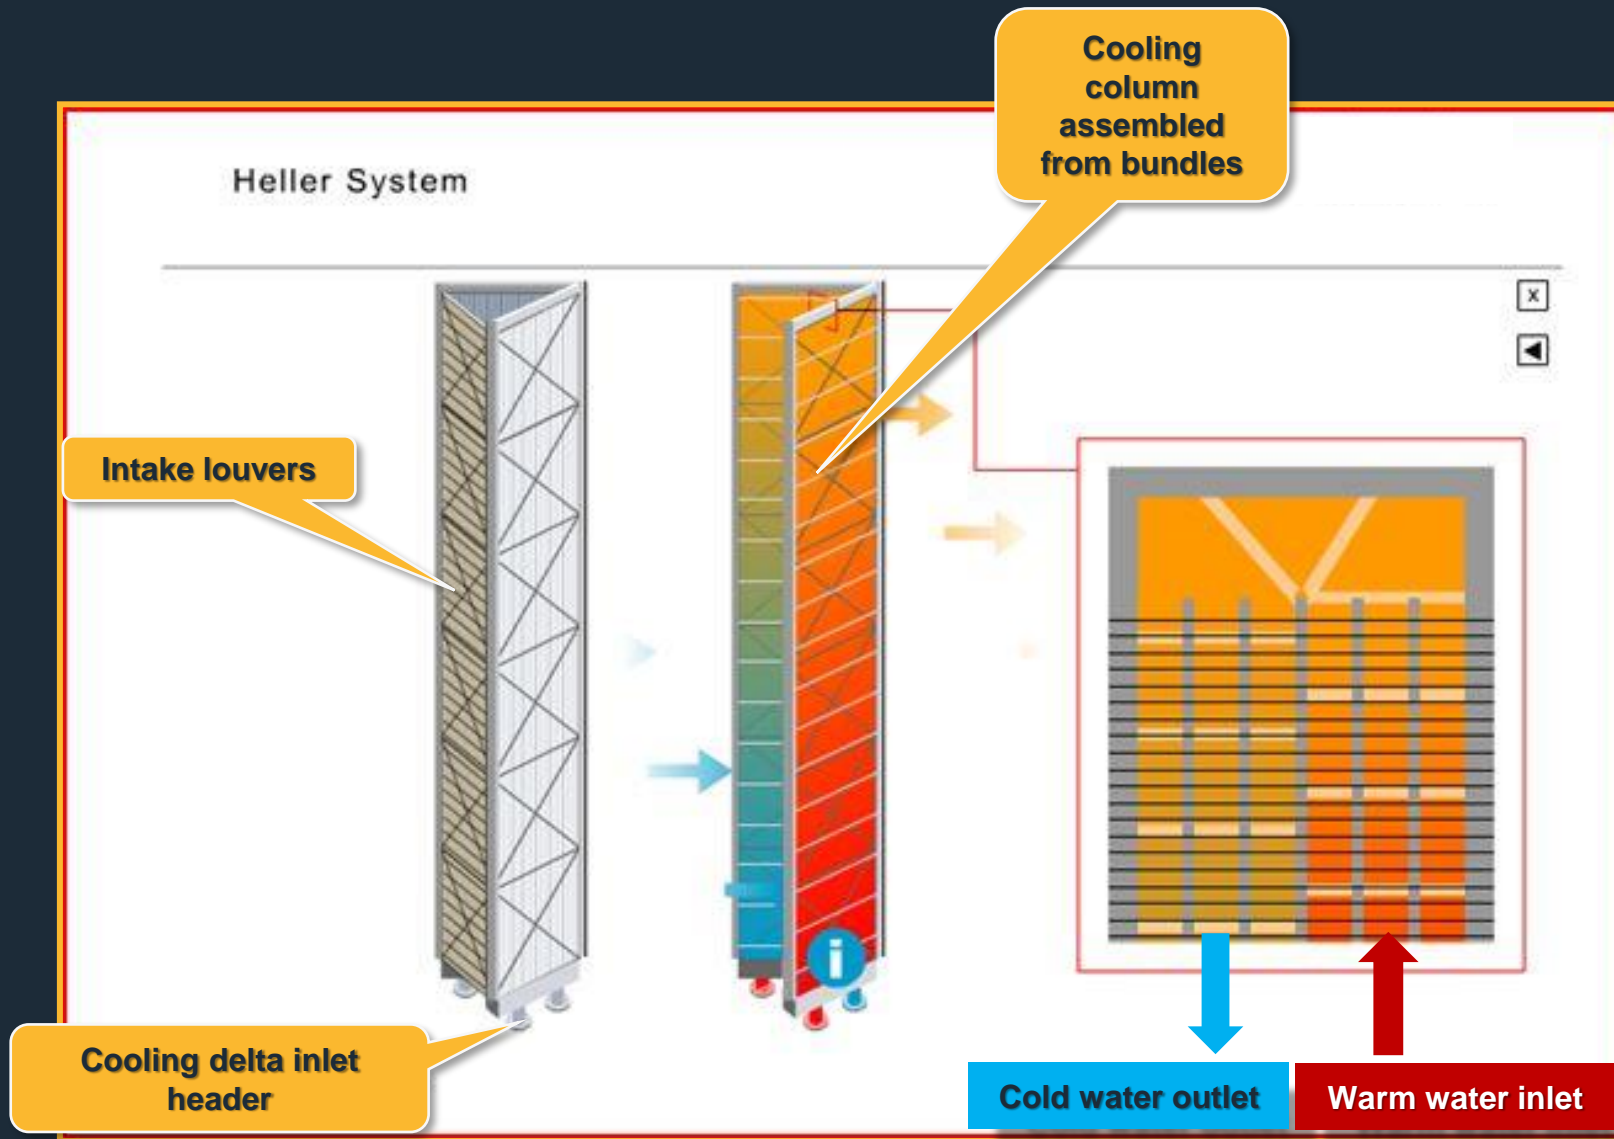 Cooling
column
assembled
from bundles
Heller System
x
Intake louvers
i
Cooling delta inlet
header
Cold water outlet
Warm water inlet